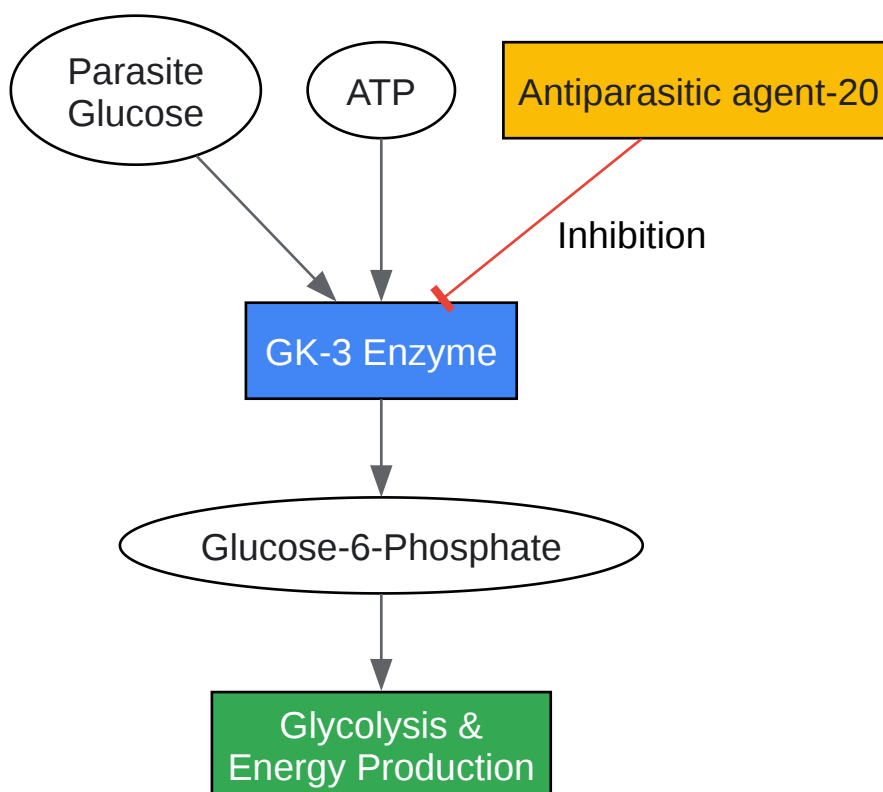 Parasite
Glucose
ATP
Antiparasitic agent-20
Inhibition
GK-3 Enzyme
Glucose-6-Phosphate
Glycolysis &
Energy Production